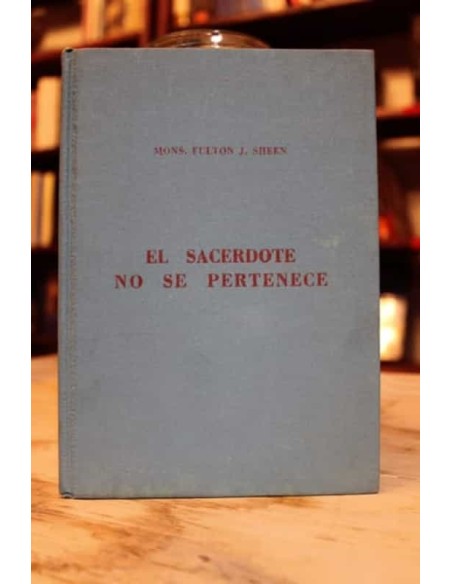 MONS. FULTON J. SHEEN
EL SACERDOTE
NO SE PERTENECE